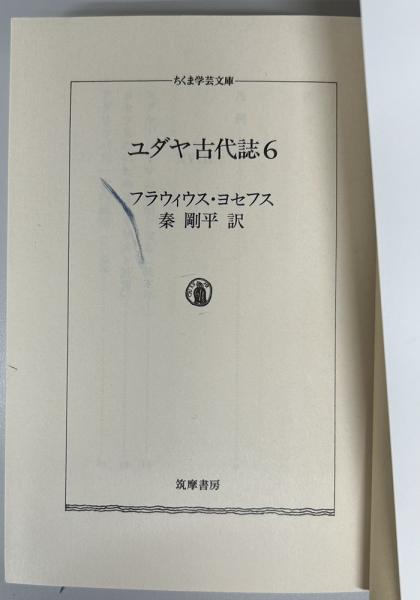 ちくま学芸文庫
ユダヤ古代誌6
フラウィウス・ヨセフス
秦 剛平 訳
筑摩書房